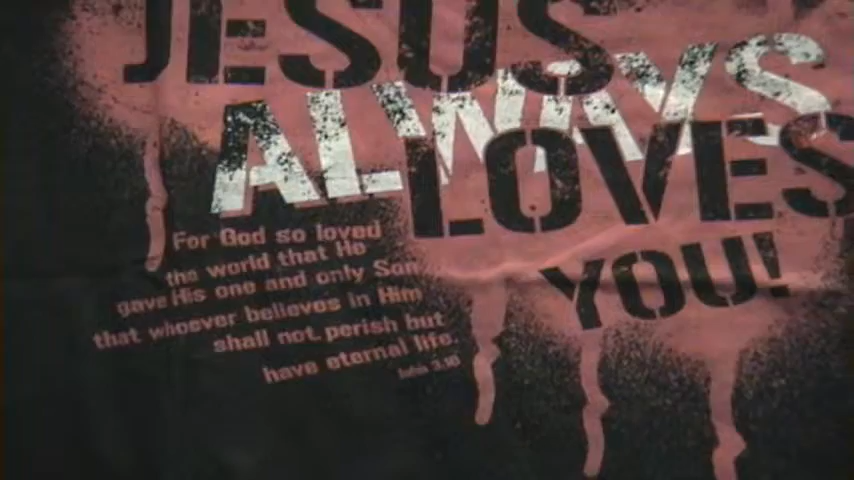 JESUS
ALWAYS
LOVES
YOU!
For God so loved
the world that He
gave His one and only Son
that whoever believes in Him
shall not perish but
have eternal life.
John 3:16